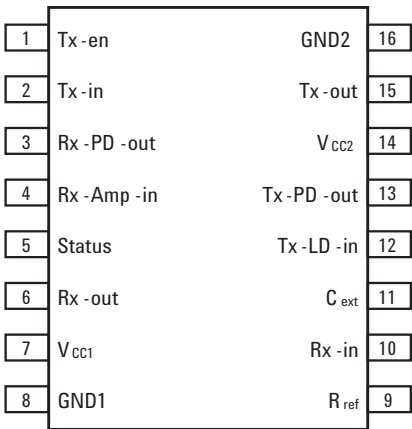 1 Tx-en GND2 16
2 Tx-in Tx-out 15
3 Rx-PD-out VCC2 14
4 Rx-Amp-in Tx-PD-out 13
5 Status Tx-LD-in 12
6 Rx-out Cext 11
7 VCC1 Rx-in 10
8 GND1 Rref 9